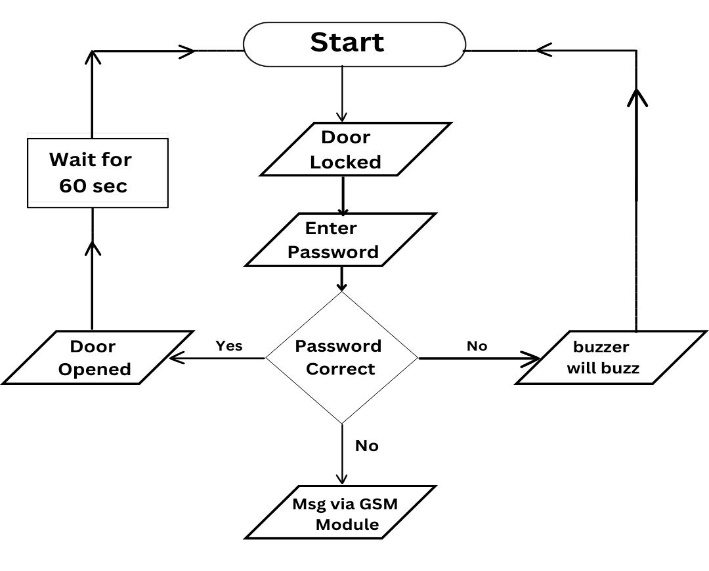 Start
Door
Locked
Wait for
60 sec
Enter
Password
Door
Opened
Yes
Password
Correct
No
buzzer
will buzz
No
Msg via GSM
Module